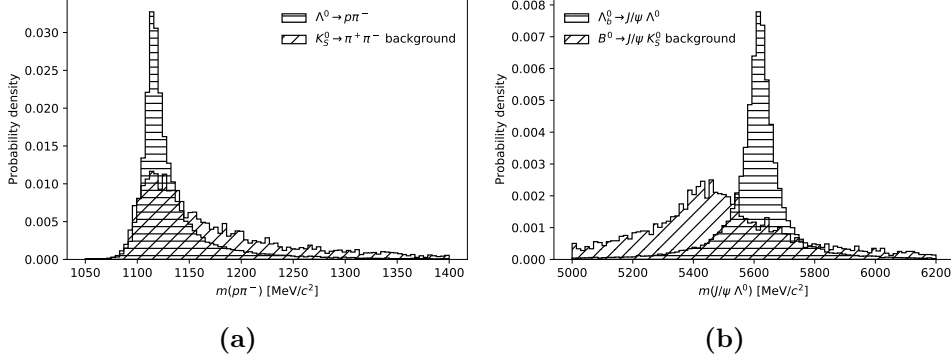 Λ⁰ → pπ⁻
K⁰_S → π⁺π⁻ background
0.030
0.025
0.020
0.015
0.010
0.005
0.000
Probability density
1050 1100 1150 1200 1250 1300 1350 1400
m(pπ⁻) [MeV/c²]
(a)
Λ⁰_b → J/ψ Λ⁰
B⁰ → J/ψ K⁰_S background
0.008
0.007
0.006
0.005
0.004
0.003
0.002
0.001
0.000
Probability density
5000 5200 5400 5600 5800 6000 6200
m(J/ψ Λ⁰) [MeV/c²]
(b)